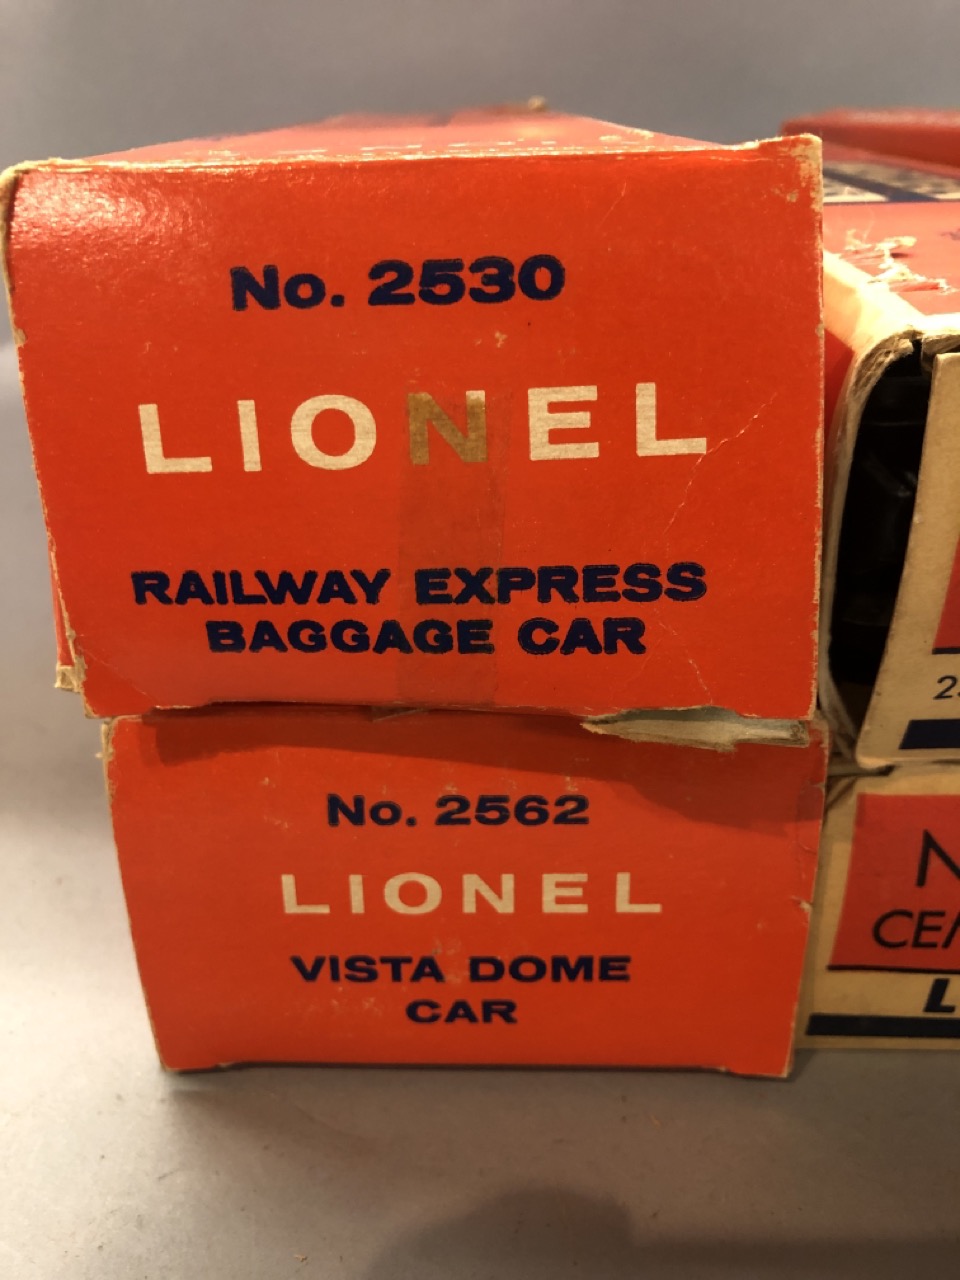 No. 2530
LIONEL
RAILWAY EXPRESS
BAGGAGE CAR
No. 2562
LIONEL
VISTA DOME
CAR